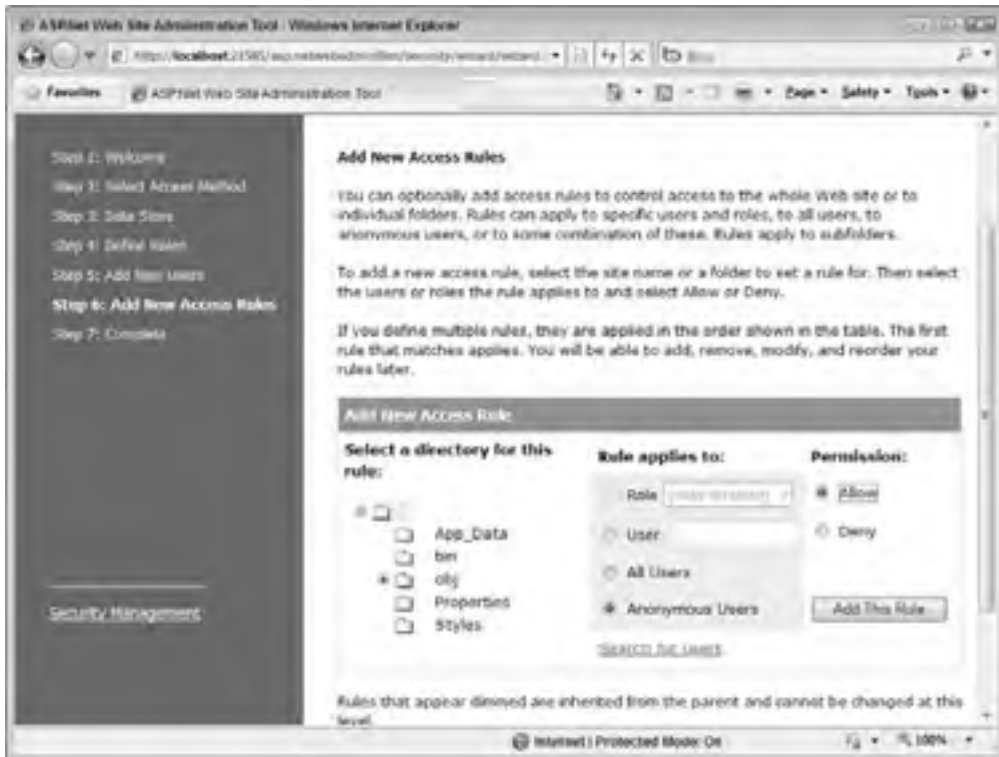 ASP.Net Web Site Administration Tool - Windows Internet Explorer
Favorites ASP.Net Web Site Administration Tool
Page Safety Tools
Step 1: Welcome
Step 2: Select Access Method
Step 3: Data Store
Step 4: Define Roles
Step 5: Add New Users
Step 6: Add New Access Rules
Step 7: Complete
Security Management
Add New Access Rules
You can optionally add access rules to control access to the whole Web site or to
individual folders. Rules can apply to specific users and roles, to all users, to
anonymous users, or to some combination of these. Rules apply to subfolders.
To add a new access rule, select the site name or a folder to set a rule for. Then select
the users or roles the rule applies to and select Allow or Deny.
If you define multiple rules, they are applied in the order shown in the table. The first
rule that matches applies. You will be able to add, remove, modify, and reorder your
rules later.
Add New Access Rule
Select a directory for this
rule:
App_Data
bin
obj
Properties
Styles
Rule applies to:
Role
User
All Users
Anonymous Users
Search for users
Permission:
Allow
Deny
Add This Rule
Rules that appear dimmed are inherited from the parent and cannot be changed at this
level.
Internet | Protected Mode: On 100%